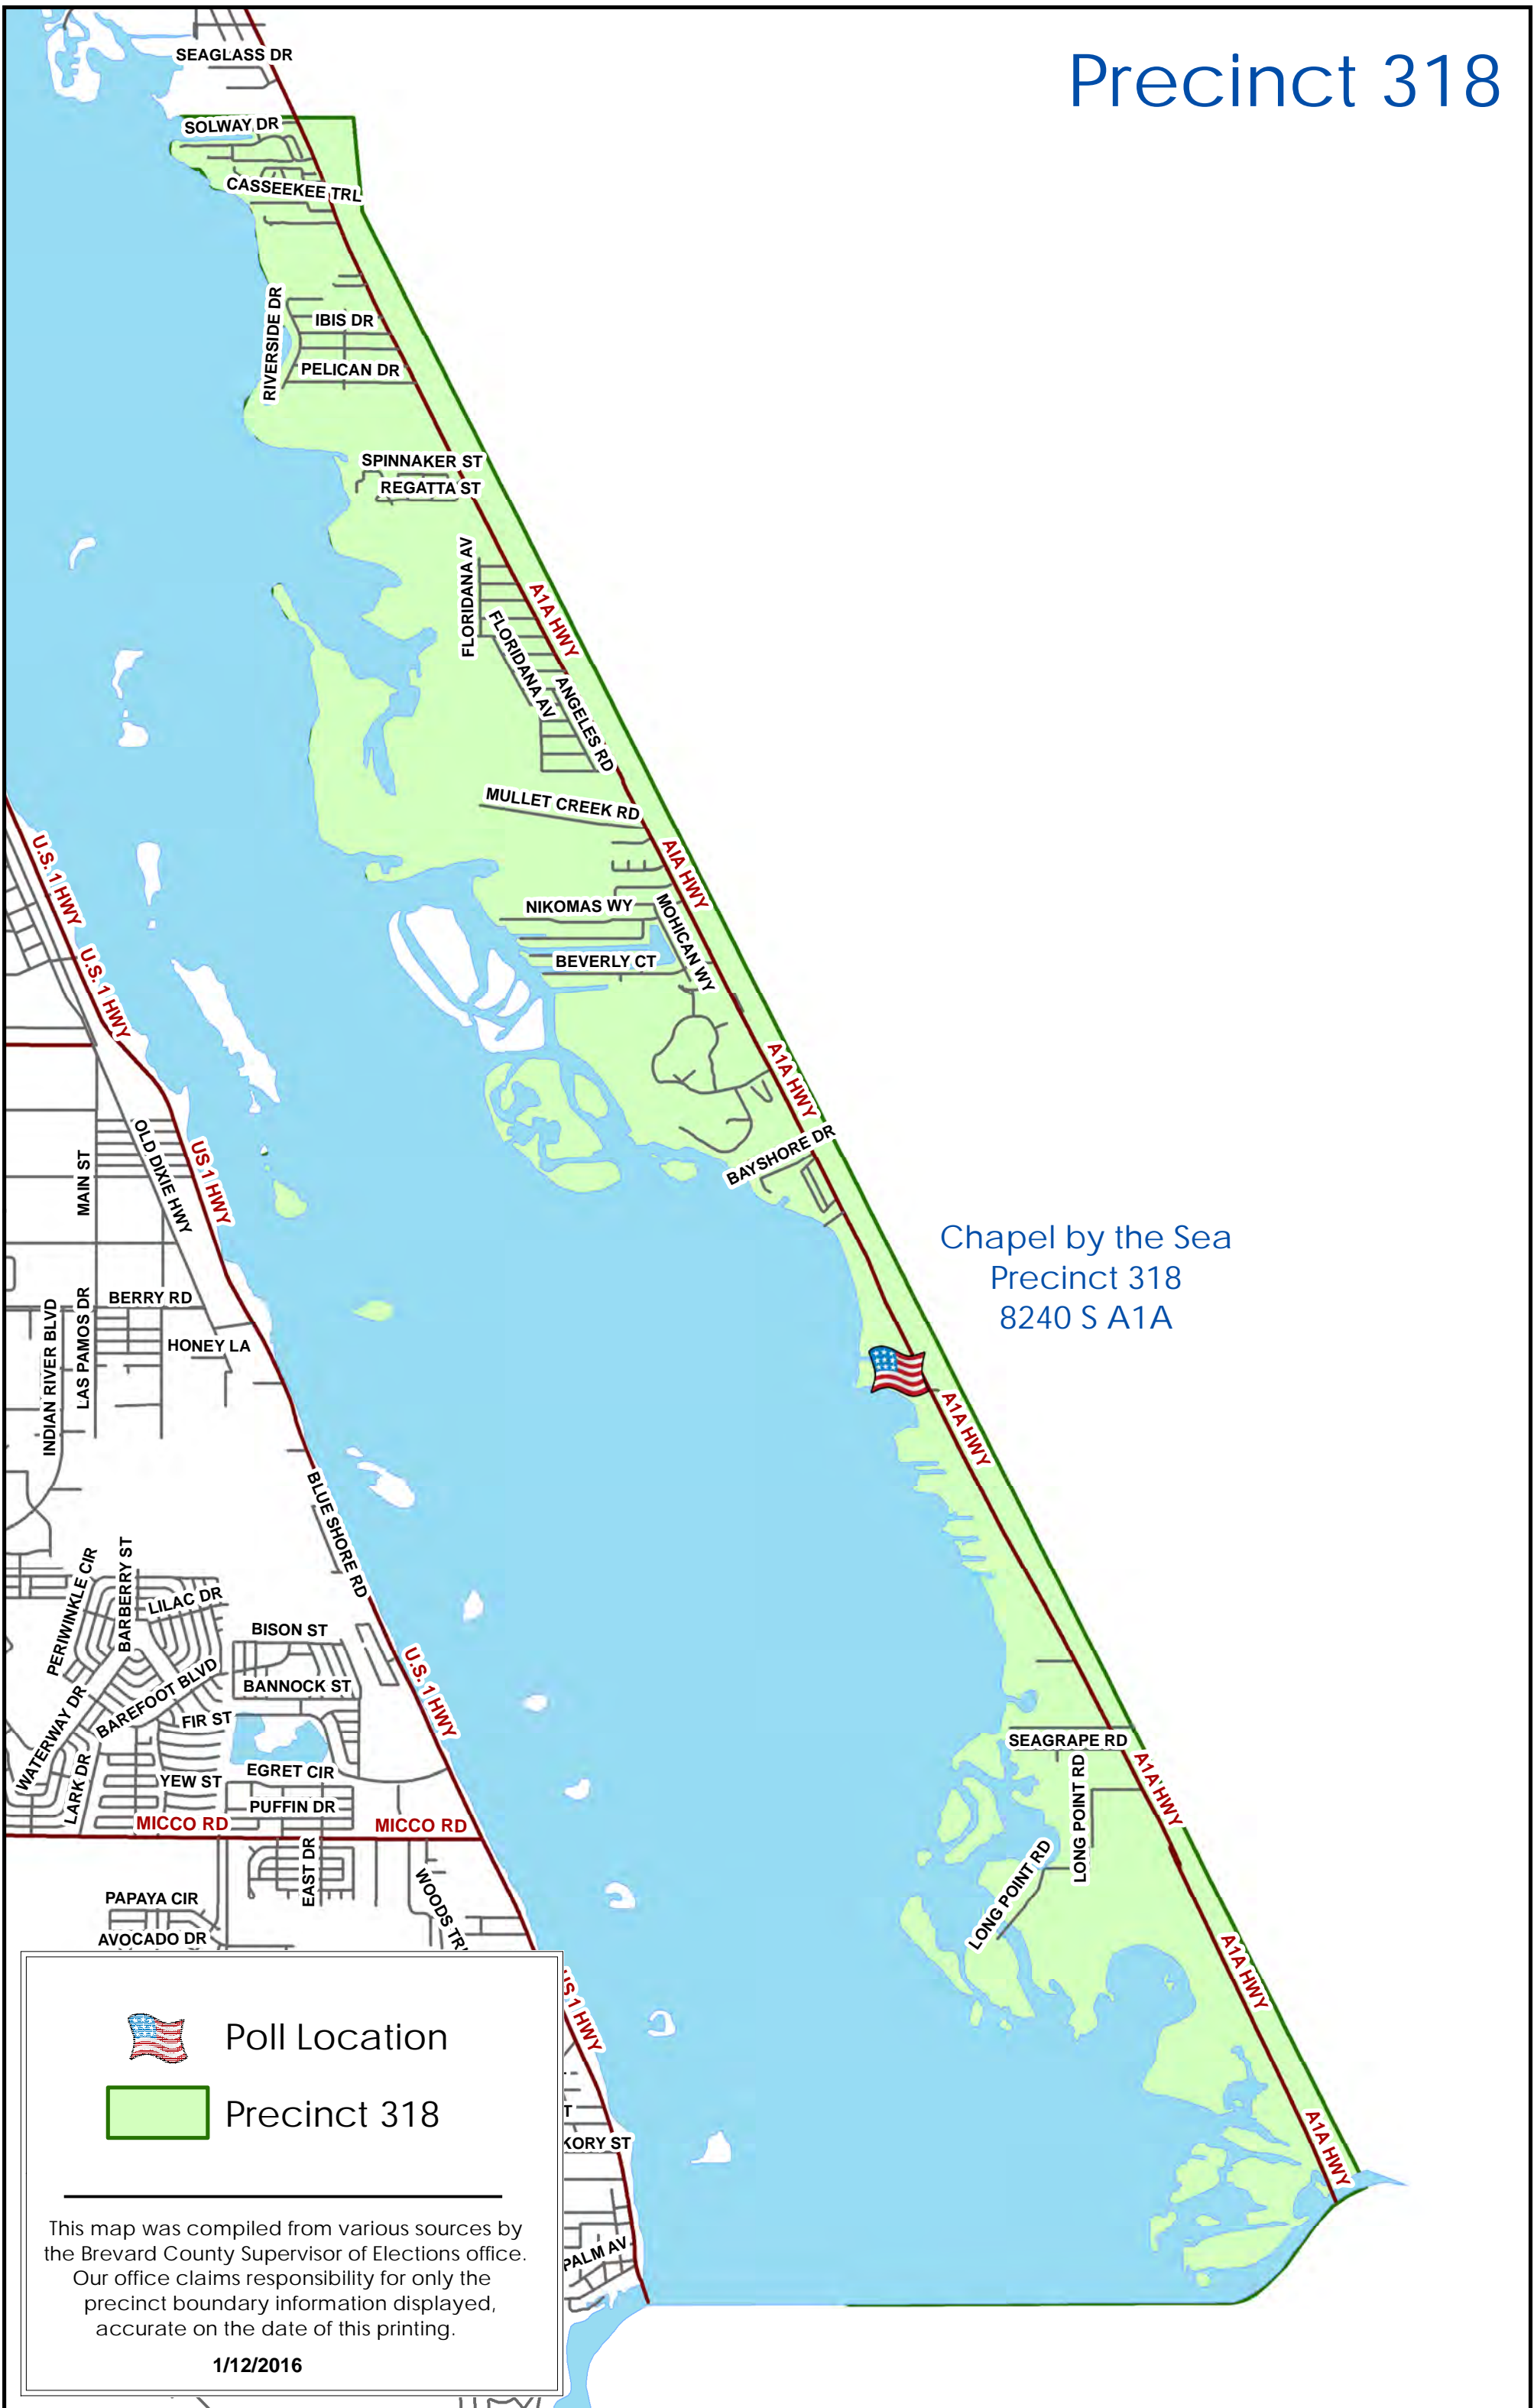 Precinct 318
SEAGLASS DR
SOLWAY DR
CASSEEKEE TRL
RIVERSIDE DR
IBIS DR
PELICAN DR
SPINNAKER ST
REGATTA ST
FLORIDANA AV
A1A HWY
FLORIDANA AV
ANGELES RD
MULLET CREEK RD
U.S. 1 HWY
AIA HWY
NIKOMAS WY
MOHICAN WY
U.S. 1 HWY
BEVERLY CT
A1A HWY
OLD DIXIE HWY
MAIN ST
US 1 HWY
BAYSHORE DR
Chapel by the Sea
Precinct 318
8240 S A1A
BERRY RD
INDIAN RIVER BLVD
LAS PAMOS DR
HONEY LA
A1A HWY
BLUE SHORE RD
PERIWINKLE CIR
BARBERRY ST
LILAC DR
BISON ST
U.S. 1 HWY
WATERWAY DR
BAREFOOT BLVD
BANNOCK ST
FIR ST
SEAGRAPE RD
LARK DR
YEW ST
EGRET CIR
LONG POINT RD
A1A HWY
PUFFIN DR
MICCO RD
MICCO RD
EAST DR
WOODS TR
LONG POINT RD
PAPAYA CIR
AVOCADO DR
A1A HWY
US 1 HWY
Poll Location
Precinct 318
T
KORY ST
A1A HWY
PALM AV
This map was compiled from various sources by
the Brevard County Supervisor of Elections office.
Our office claims responsibility for only the
precinct boundary information displayed,
accurate on the date of this printing.
1/12/2016